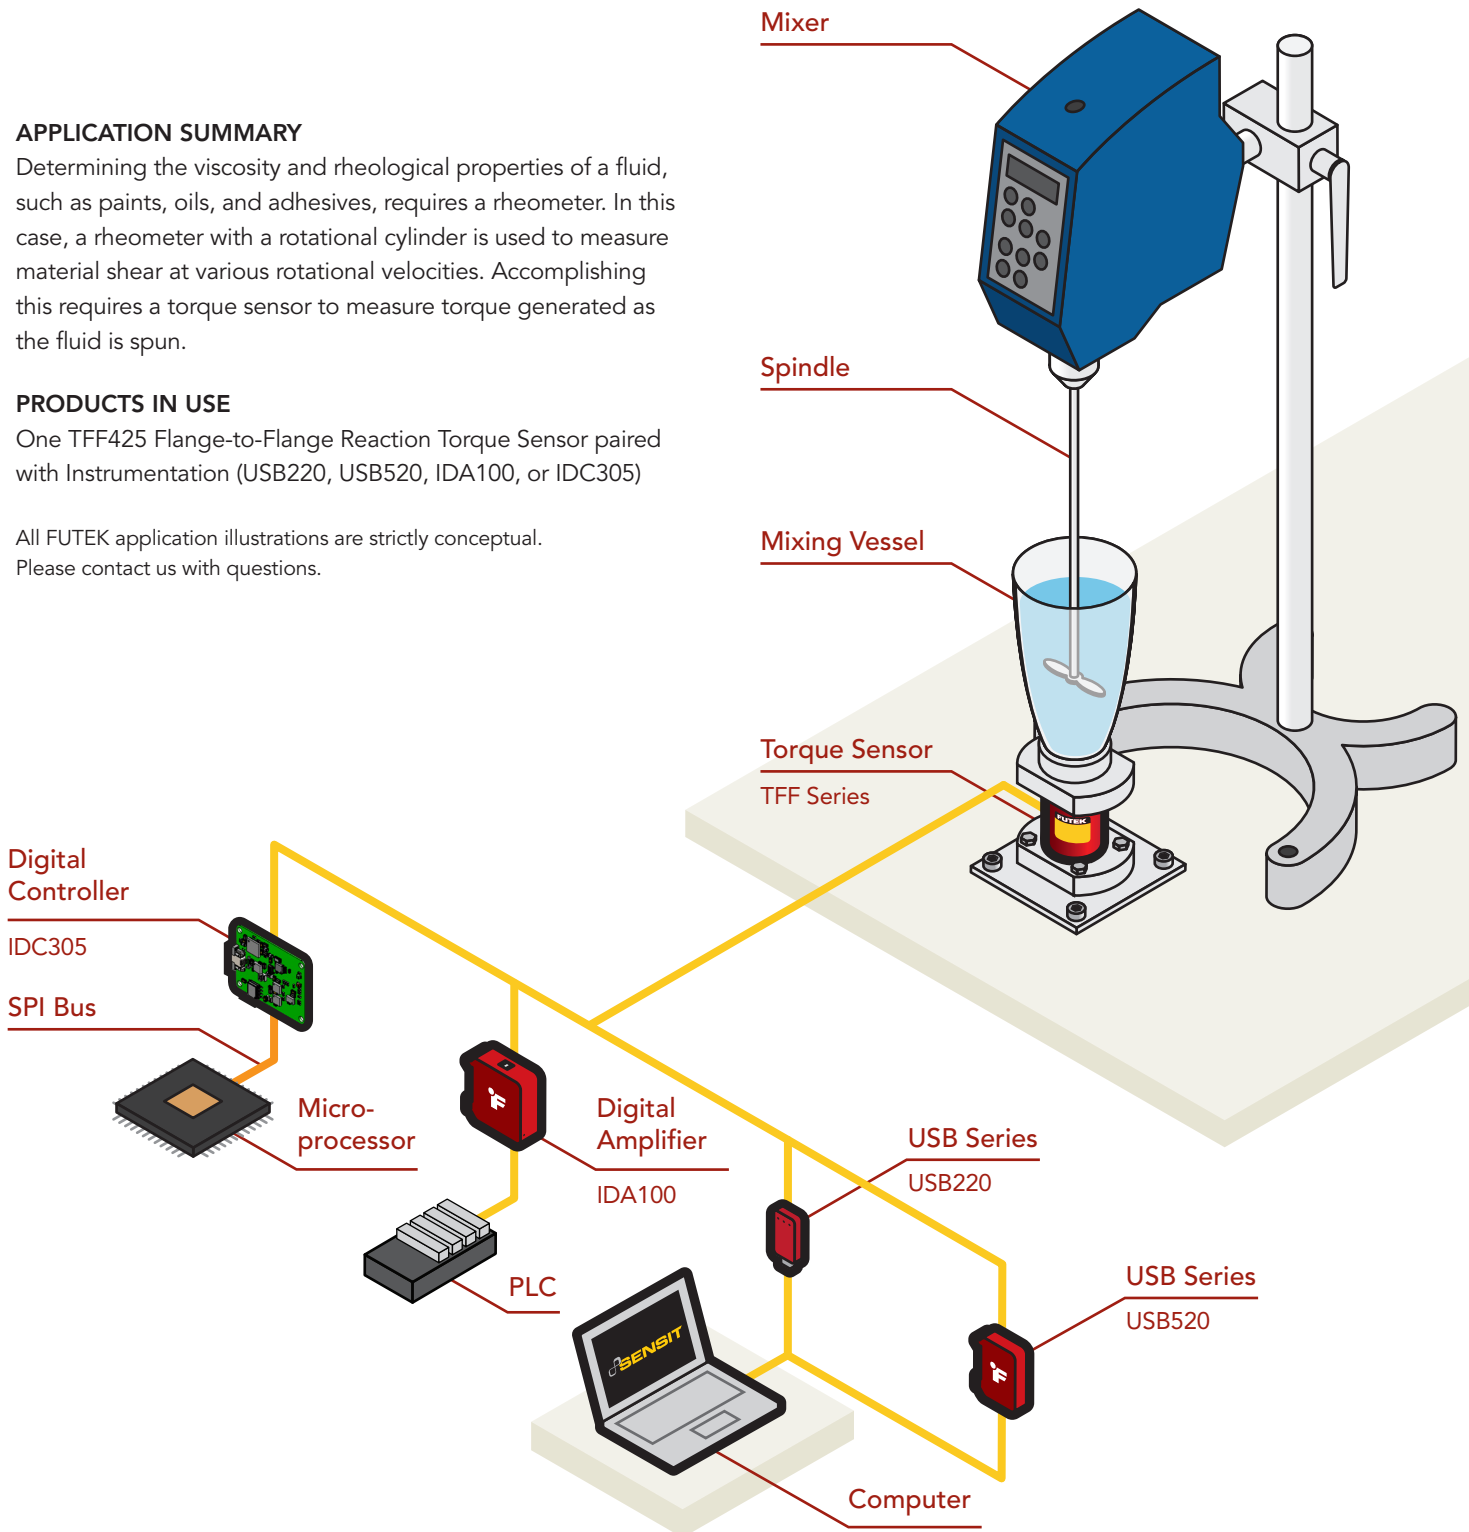 Mixer
APPLICATION SUMMARY
Determining the viscosity and rheological properties of a fluid,
such as paints, oils, and adhesives, requires a rheometer. In this
case, a rheometer with a rotational cylinder is used to measure
material shear at various rotational velocities. Accomplishing
this requires a torque sensor to measure torque generated as
the fluid is spun.
PRODUCTS IN USE
One TFF425 Flange-to-Flange Reaction Torque Sensor paired
with Instrumentation (USB220, USB520, IDA100, or IDC305)
All FUTEK application illustrations are strictly conceptual.
Please contact us with questions.
Spindle
Mixing Vessel
Torque Sensor
TFF Series
FUTEK
Digital
Controller
IDC305
SPI Bus
Micro-
processor
Digital
Amplifier
IDA100
USB Series
USB220
PLC
USB Series
USB520
SENSIT
Computer